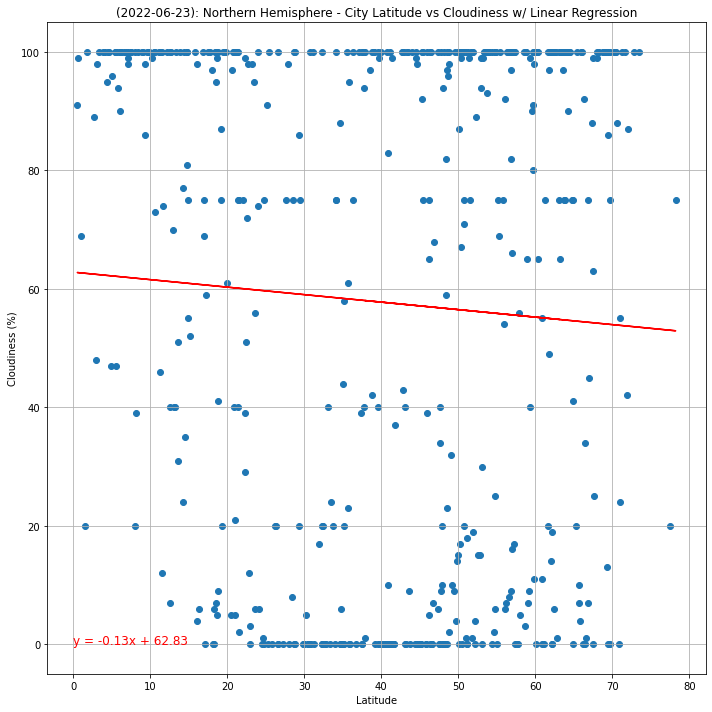 (2022-06-23): Northern Hemisphere - City Latitude vs Cloudiness w/ Linear Regression
100
80
60
40
20
0
Cloudiness (%)
y = -0.13x + 62.83
0 10 20 30 40 50 60 70 80
Latitude